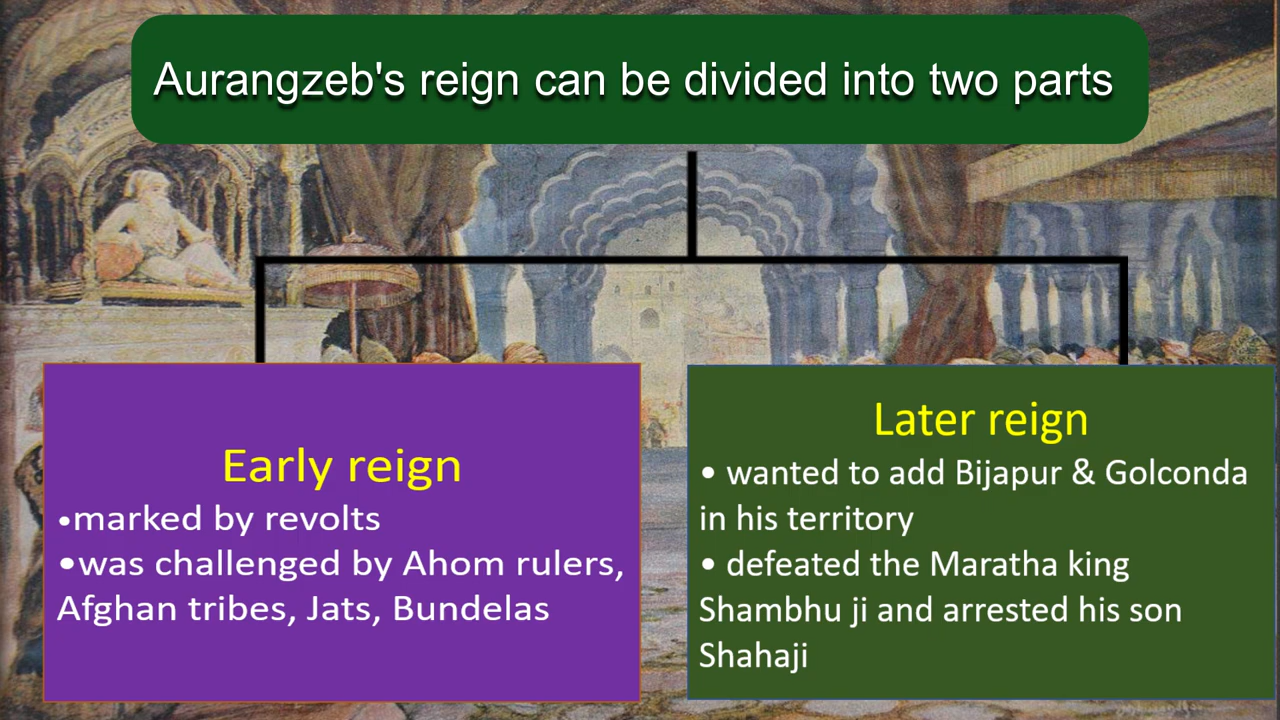 Aurangzeb's reign can be divided into two parts
Early reign
•marked by revolts
•was challenged by Ahom rulers,
Afghan tribes, Jats, Bundelas
Later reign
• wanted to add Bijapur & Golconda
in his territory
• defeated the Maratha king
Shambhu ji and arrested his son
Shahaji